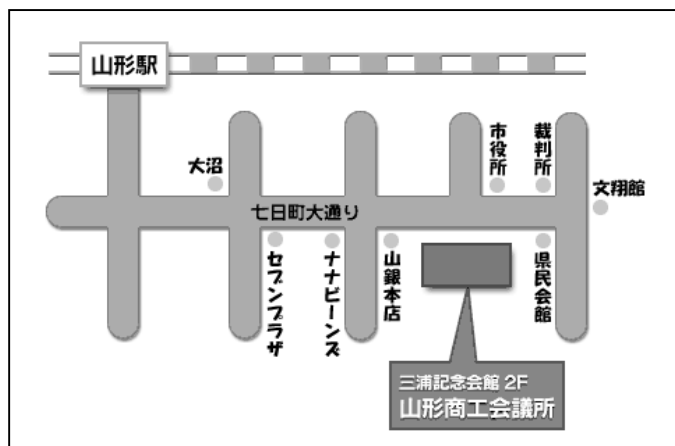 山形駅
大沼
市役所
裁判所
文翔館
七日町大通り
セブンプラザ
ナナビーンズ
山銀本店
県民会館
三浦記念会館 2F
山形商工会議所